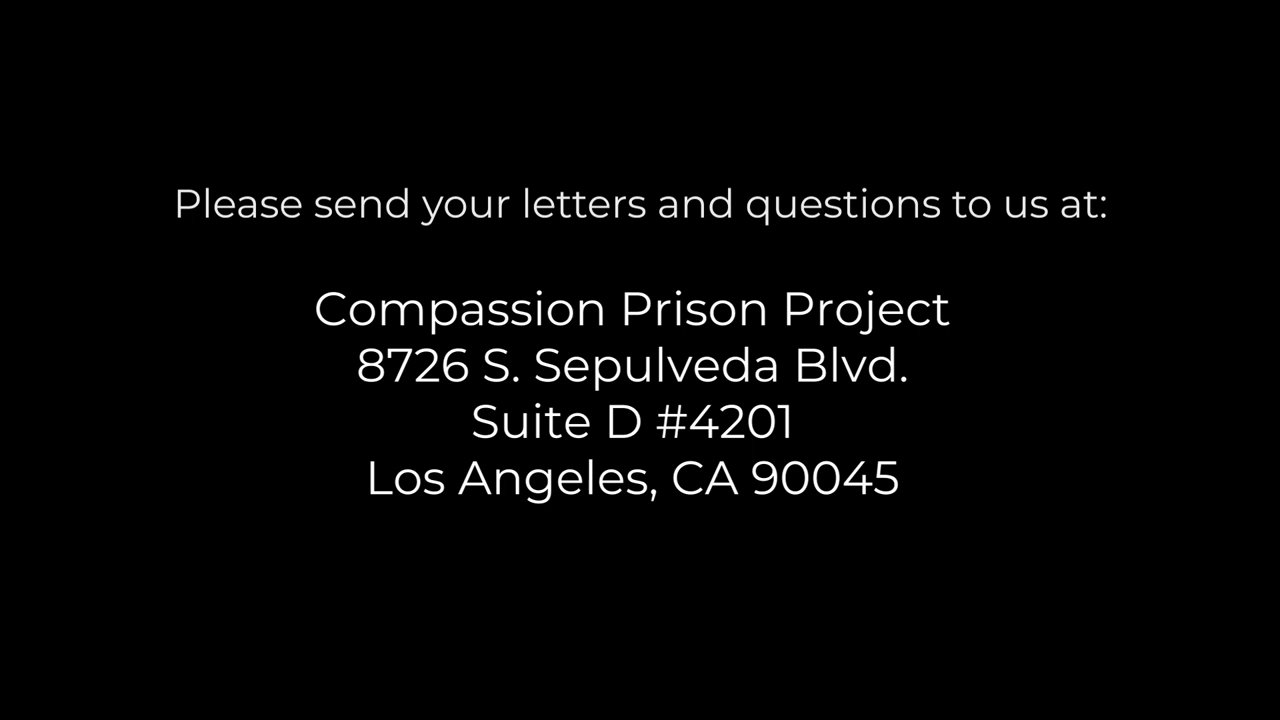 Please send your letters and questions to us at:
Compassion Prison Project
8726 S. Sepulveda Blvd.
Suite D #4201
Los Angeles, CA 90045